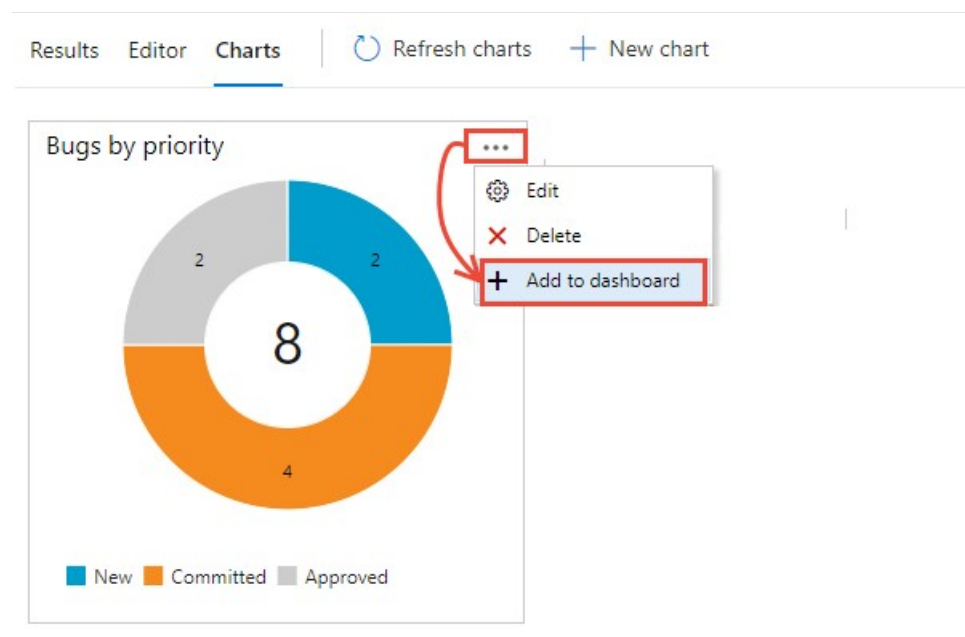 Results Editor Charts Refresh charts New chart
Bugs by priority
Edit
Delete
Add to dashboard
2
2
8
4
New Committed Approved